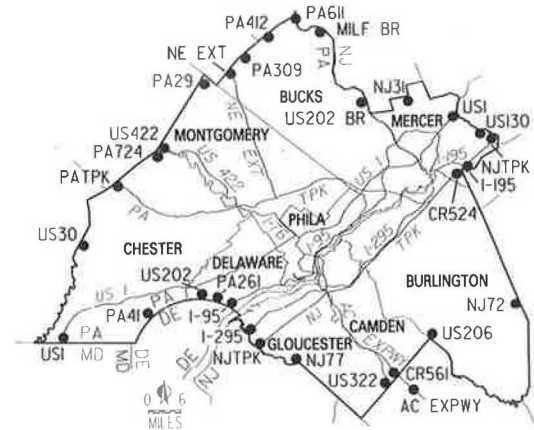 PA611
PA412
MILF BR
NE EXT
PA
NJ
PA309
PA29
BUCKS
NJ31
US202
BR
MERCER
US1
US130
NE EXT
US422
MONTGOMERY
PA724
US 422
US 1
I-195
NJTPK
I-195
PATPK
TPK
CR524
PA
PHILA
I-76
I-95
I-295
TPK
US30
CHESTER
DELAWARE
BURLINGTON
US202
PA261
US 1
PA
DE
NJ72
PA41
I-95
NJ
AC
CAMDEN
US206
I-295
EXPWY
US1
PA
MD
MD
DE
DE
NJ
NJTPK
GLOUCESTER
NJ77
CR561
US322
AC EXPWY
0 6
MILES